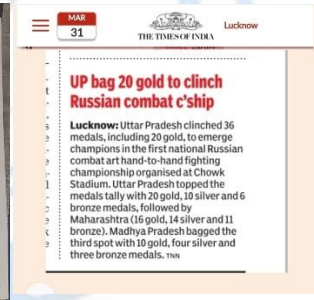 MAR
31
THE TIMES OF INDIA
Lucknow
UP bag 20 gold to clinch
Russian combat c'ship
Lucknow: Uttar Pradesh clinched 36
medals, including 20 gold, to emerge
champions in the first national Russian
combat art hand-to-hand fighting
championship organised at Chowk
Stadium. Uttar Pradesh topped the
medals tally with 20 gold, 10 silver and 6
bronze medals, followed by
Maharashtra (16 gold, 14 silver and 11
bronze). Madhya Pradesh bagged the
third spot with 10 gold, four silver and
three bronze medals. TNN